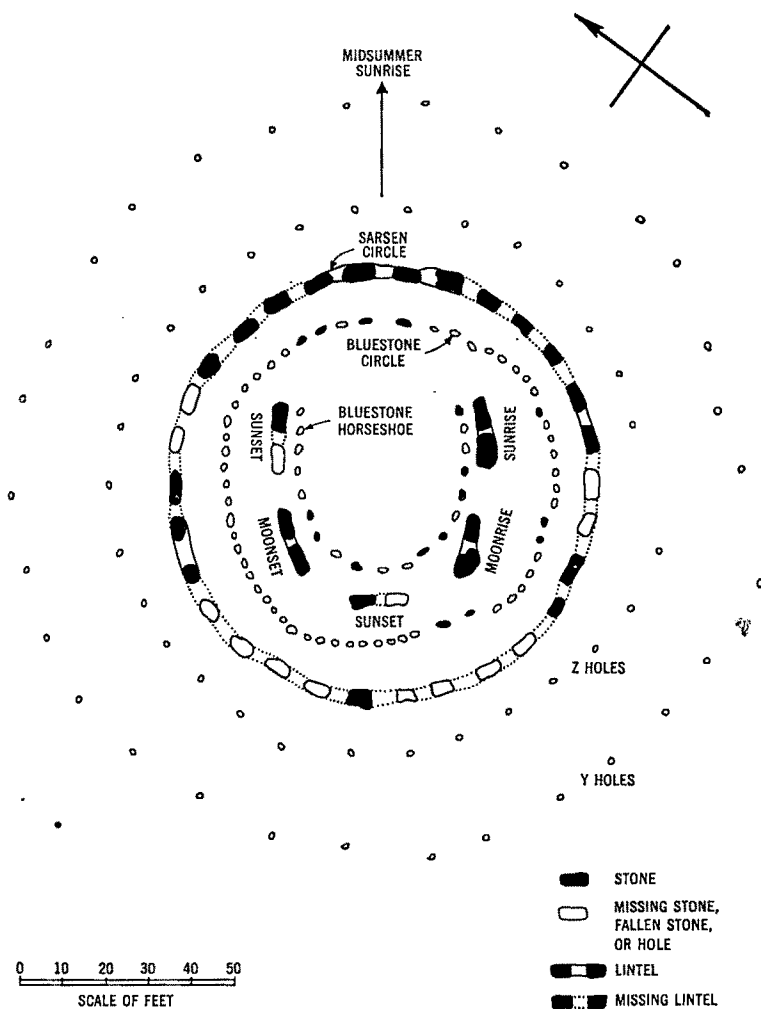 MIDSUMMER
SUNRISE
SARSEN
CIRCLE
BLUESTONE
CIRCLE
BLUESTONE
HORSESHOE
SUNSET
SUNRISE
MOONSET
MOONRISE
SUNSET
Z HOLES
Y HOLES
STONE
MISSING STONE,
FALLEN STONE,
OR HOLE
LINTEL
MISSING LINTEL
0 10 20 30 40 50
SCALE OF FEET